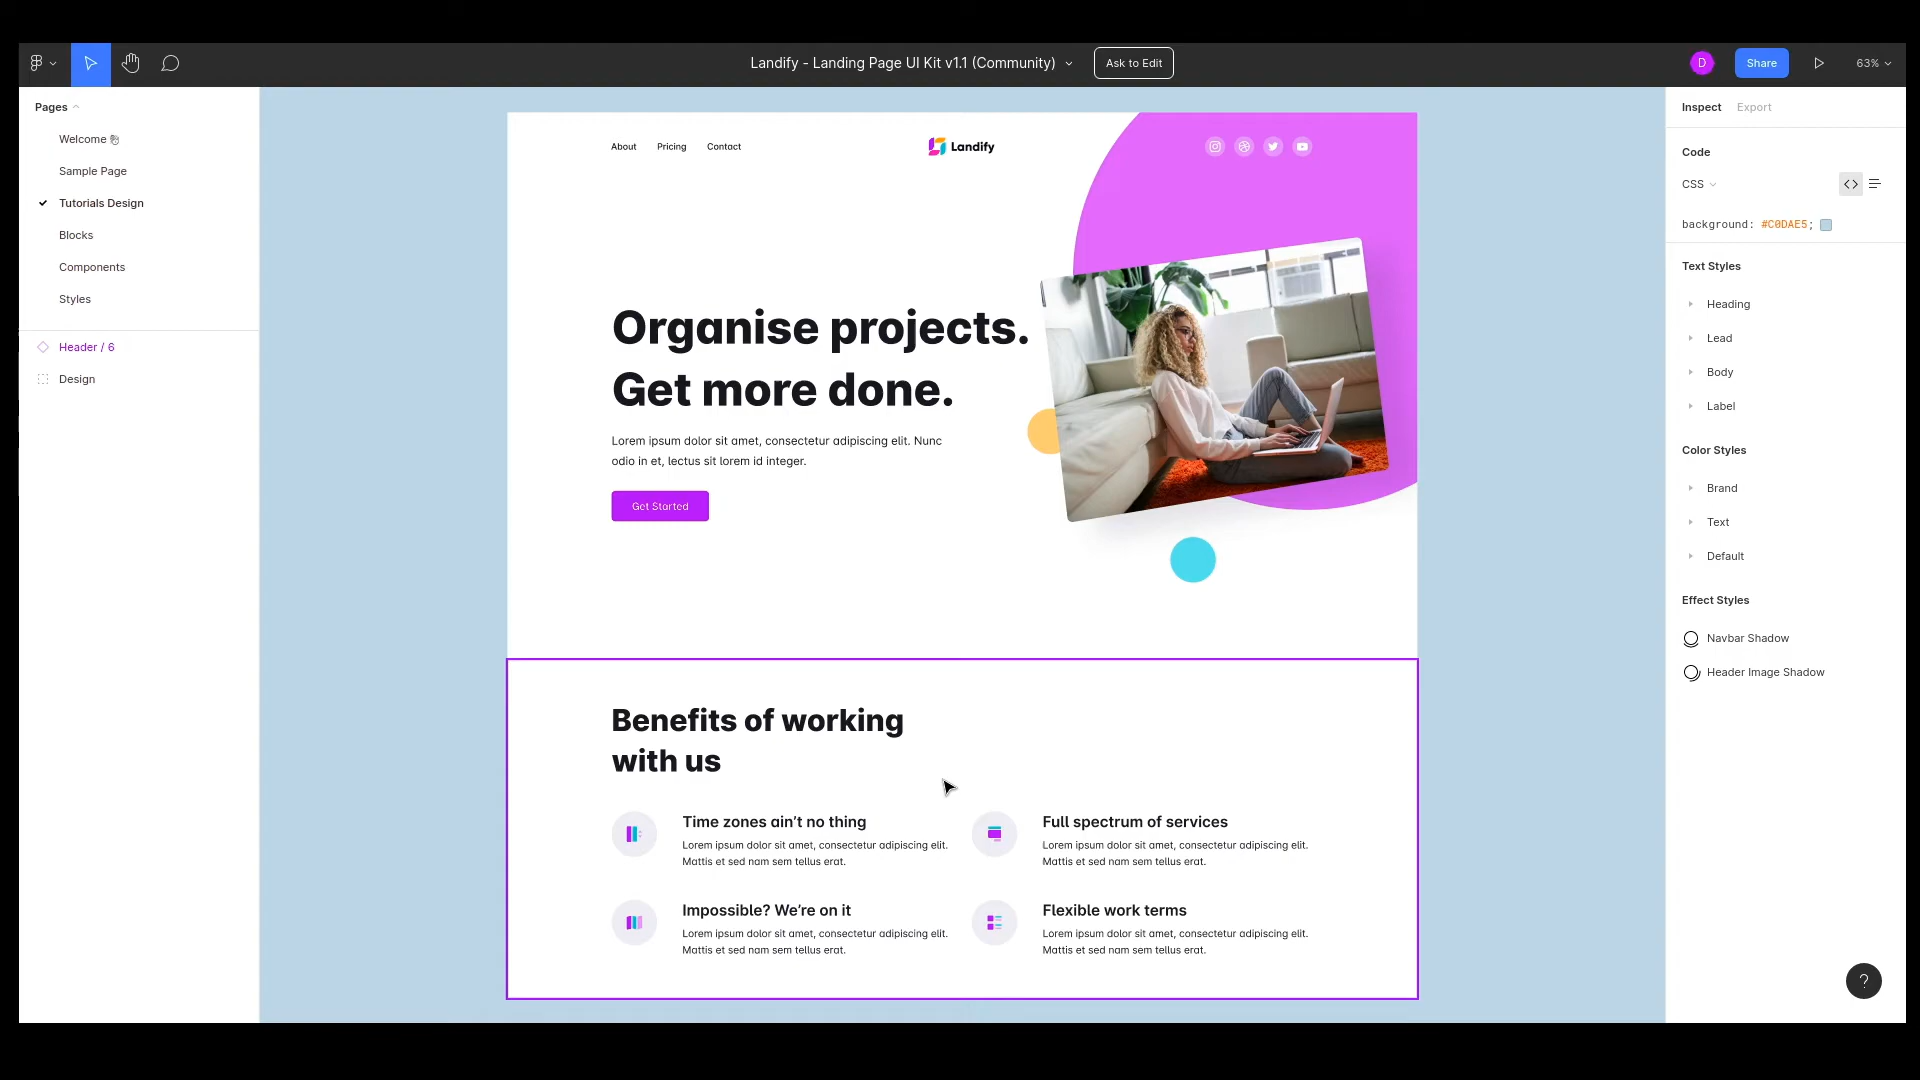 Landify - Landing Page UI Kit v1.1 (Community)
Ask to Edit
D
Share
63%
Pages
Welcome
Sample Page
Tutorials Design
Blocks
Components
Styles
Header / 6
Design
About
Pricing
Contact
Landify
Organise projects.
Get more done.
Lorem ipsum dolor sit amet, consectetur adipiscing elit. Nunc
odio in et, lectus sit lorem id integer.
Get Started
Benefits of working
with us
Time zones ain’t no thing
Lorem ipsum dolor sit amet, consectetur adipiscing elit.
Mattis et sed nam sem tellus erat.
Full spectrum of services
Lorem ipsum dolor sit amet, consectetur adipiscing elit.
Mattis et sed nam sem tellus erat.
Impossible? We’re on it
Lorem ipsum dolor sit amet, consectetur adipiscing elit.
Mattis et sed nam sem tellus erat.
Flexible work terms
Lorem ipsum dolor sit amet, consectetur adipiscing elit.
Mattis et sed nam sem tellus erat.
Inspect
Export
Code
CSS
background: #C0DAE5;
Text Styles
Heading
Lead
Body
Label
Color Styles
Brand
Text
Default
Effect Styles
Navbar Shadow
Header Image Shadow
?